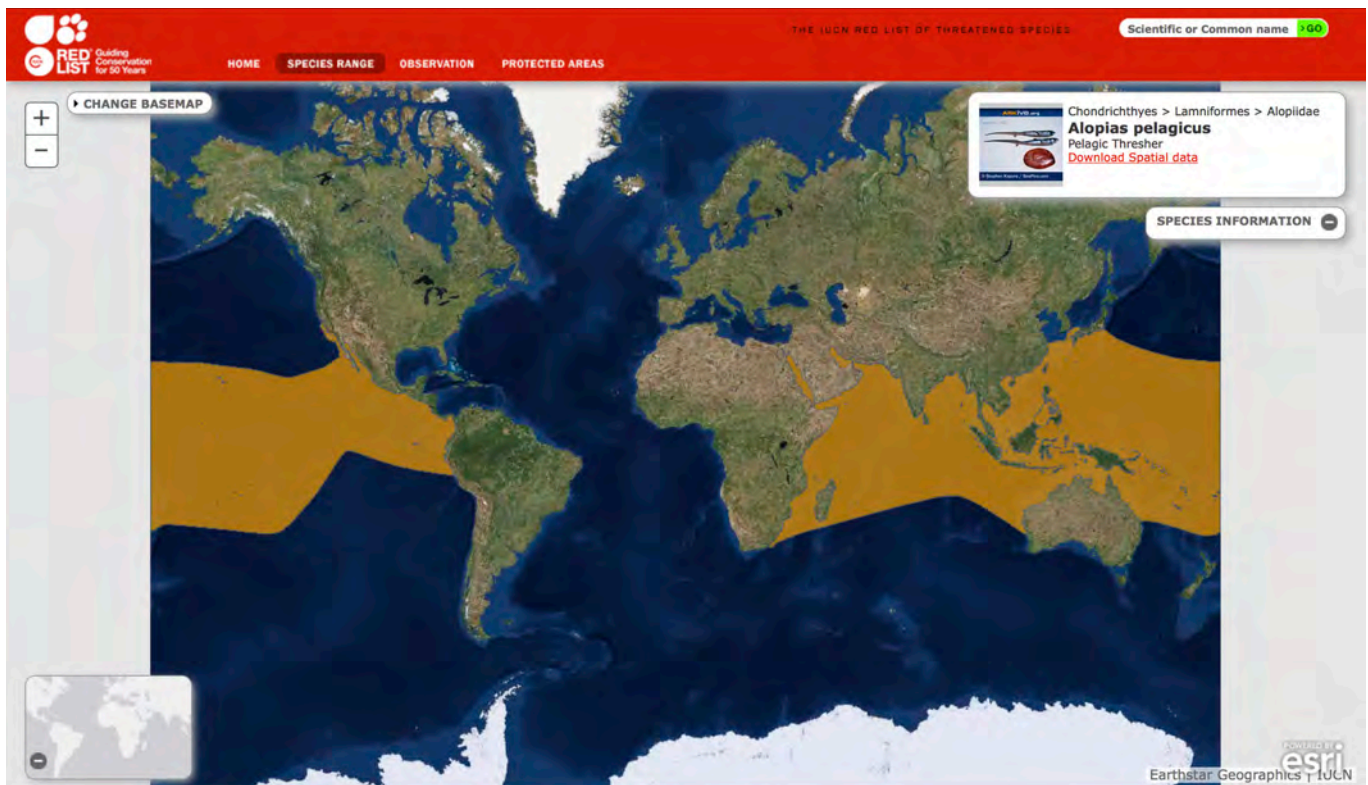 THE IUCN RED LIST OF THREATENED SPECIES
Scientific or Common name
›GO
RED
LIST
Guiding
Conservation
for 50 Years
HOME
SPECIES RANGE
OBSERVATION
PROTECTED AREAS
+
CHANGE BASEMAP
−
Chondrichthyes > Lamniformes > Alopiidae
Alopias pelagicus
Pelagic Thresher
Download Spatial data
SPECIES INFORMATION
POWERED BY
esri
Earthstar Geographics | IUCN